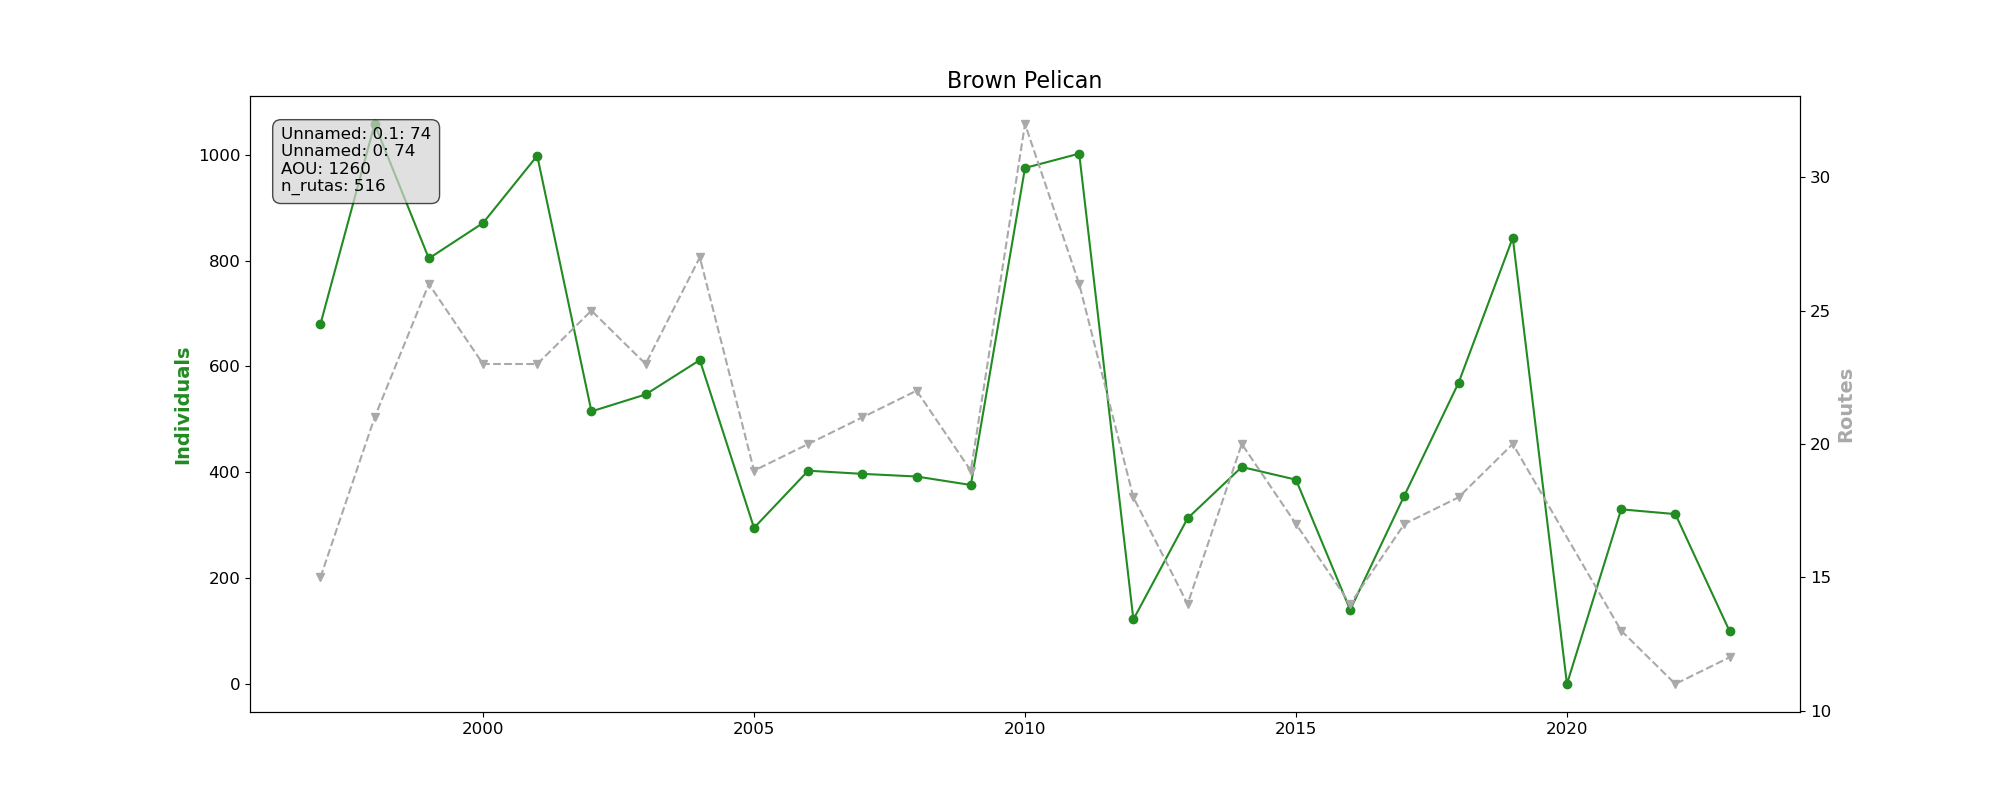 Brown Pelican
Unnamed: 0.1: 74
Unnamed: 0: 74
AOU: 1260
n_rutas: 516
Individuals
1000
800
600
400
200
0
Routes
30
25
20
15
10
2000 2005 2010 2015 2020